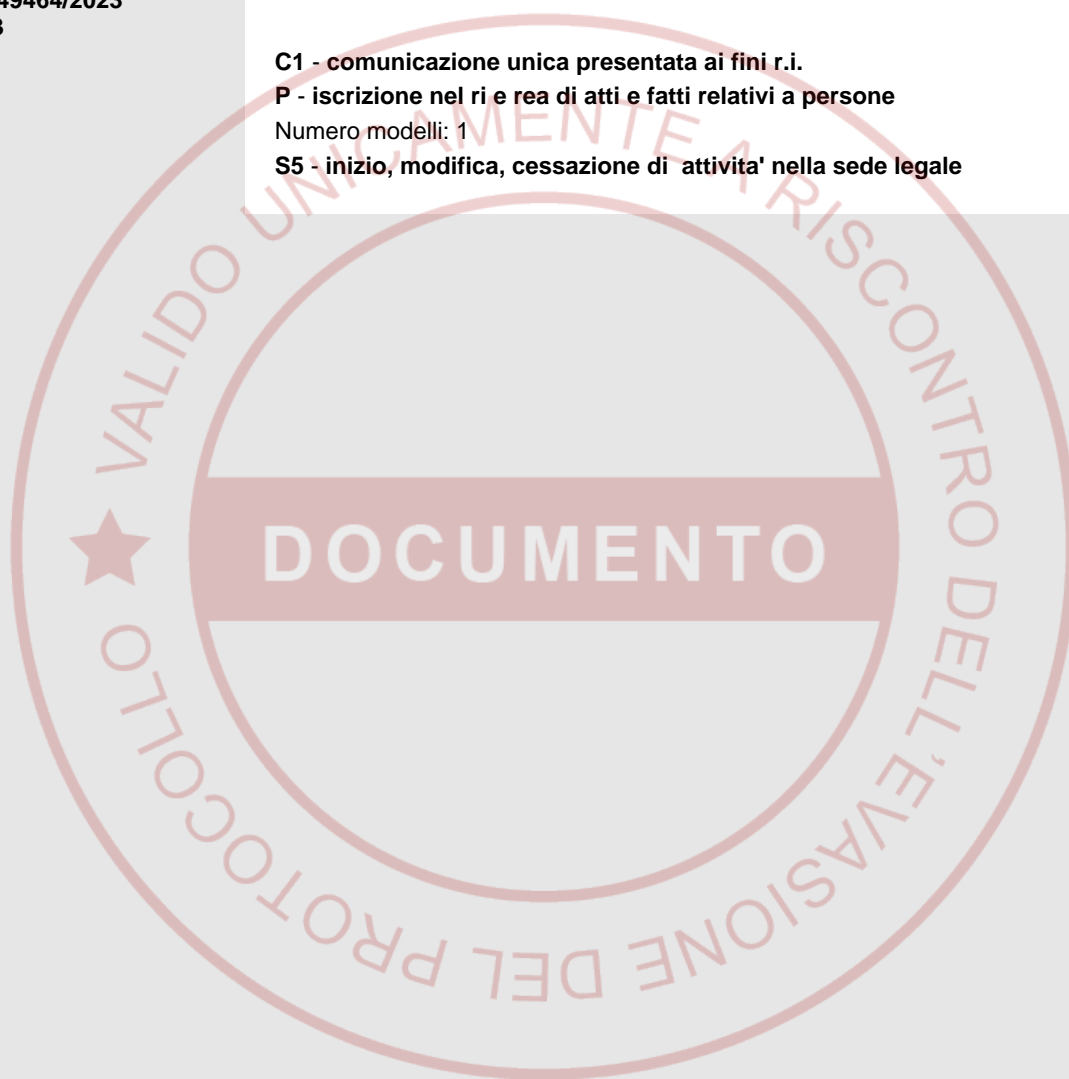 49464/2023
C1 - comunicazione unica presentata ai fini r.i.
P - iscrizione nel ri e rea di atti e fatti relativi a persone
Numero modelli: 1
S5 - inizio, modifica, cessazione di  attivita' nella sede legale
VALIDO UNICAMENTE A RISCONTRO DELL'EVASIONE DEL PROTOCOLLO
DOCUMENTO